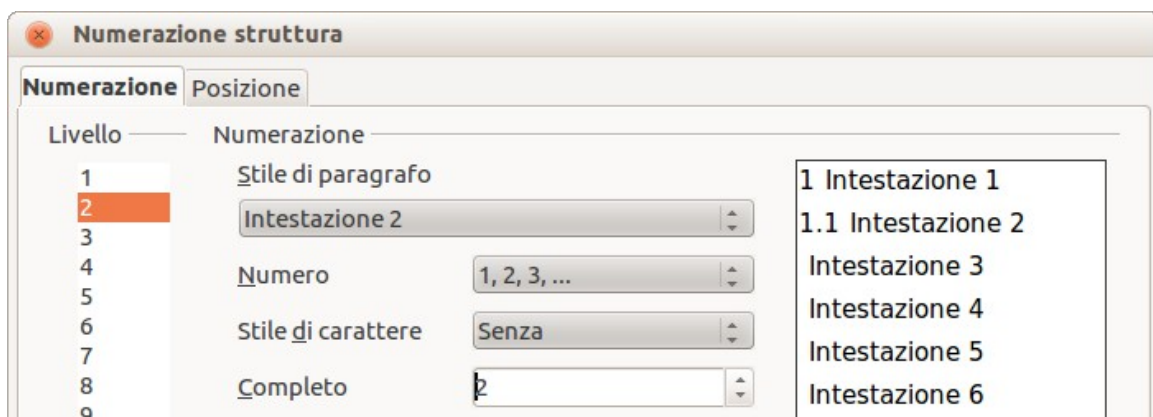 Numerazione struttura
Numerazione Posizione
Livello
1
2
3
4
5
6
7
8
9
Numerazione
Stile di paragrafo
Intestazione 2
Numero
1, 2, 3, ...
Stile di carattere
Senza
Completo
2
1 Intestazione 1
1.1 Intestazione 2
Intestazione 3
Intestazione 4
Intestazione 5
Intestazione 6